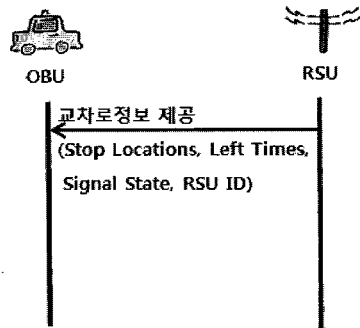 OBU
RSU
교차로정보 제공
(Stop Locations, Left Times,
Signal State, RSU ID)